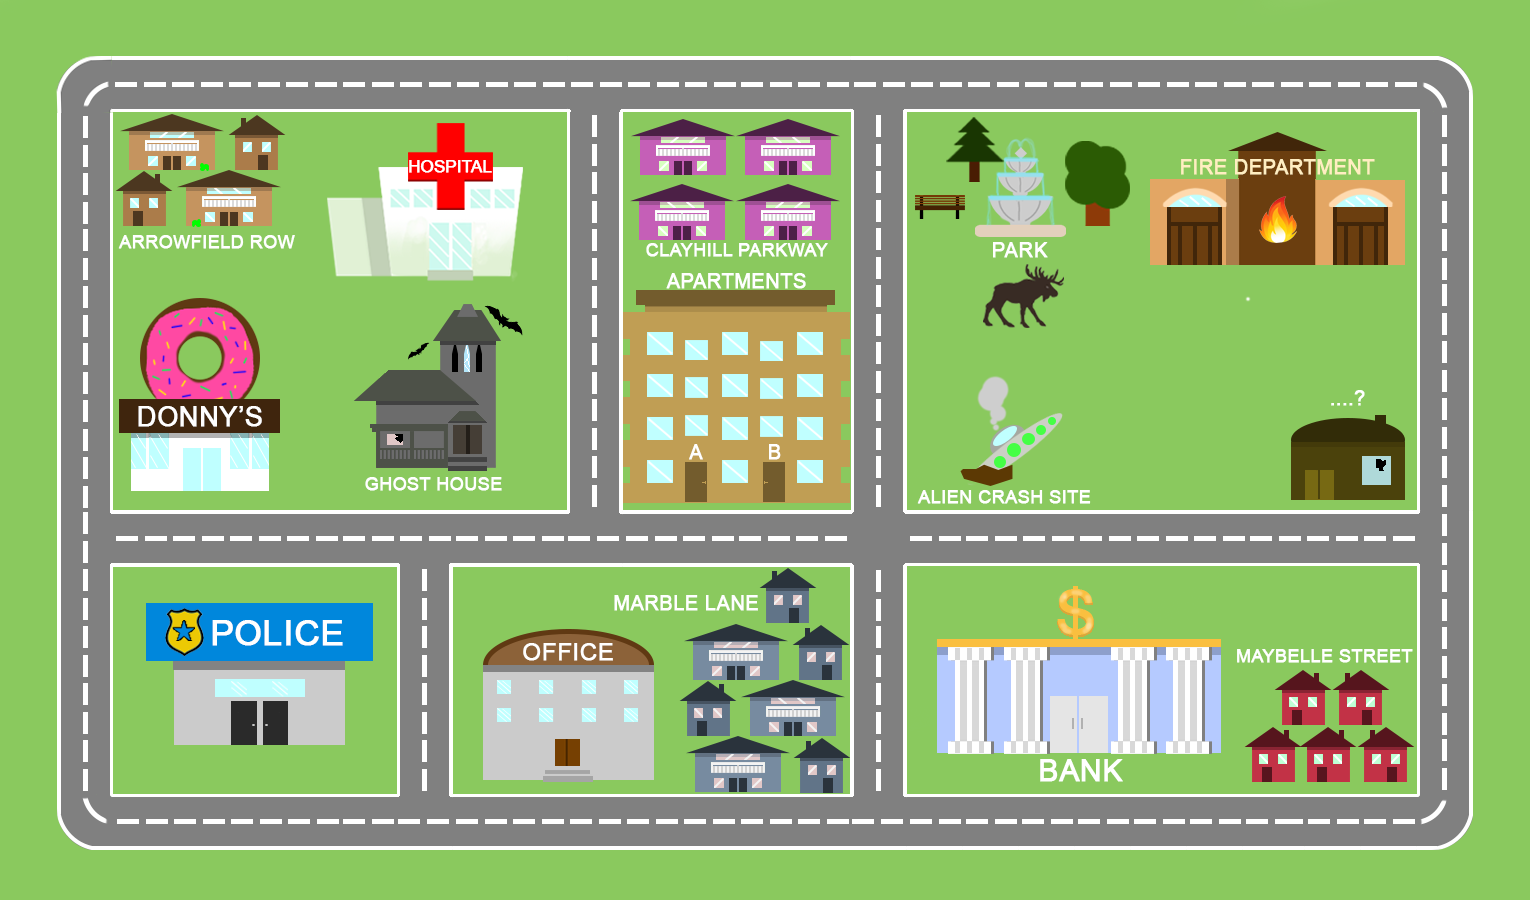 HOSPITAL
ARROWFIELD ROW
DONNY'S
GHOST HOUSE
CLAYHILL PARKWAY
APARTMENTS
A
B
PARK
FIRE DEPARTMENT
ALIEN CRASH SITE
....?
POLICE
OFFICE
MARBLE LANE
$
BANK
MAYBELLE STREET